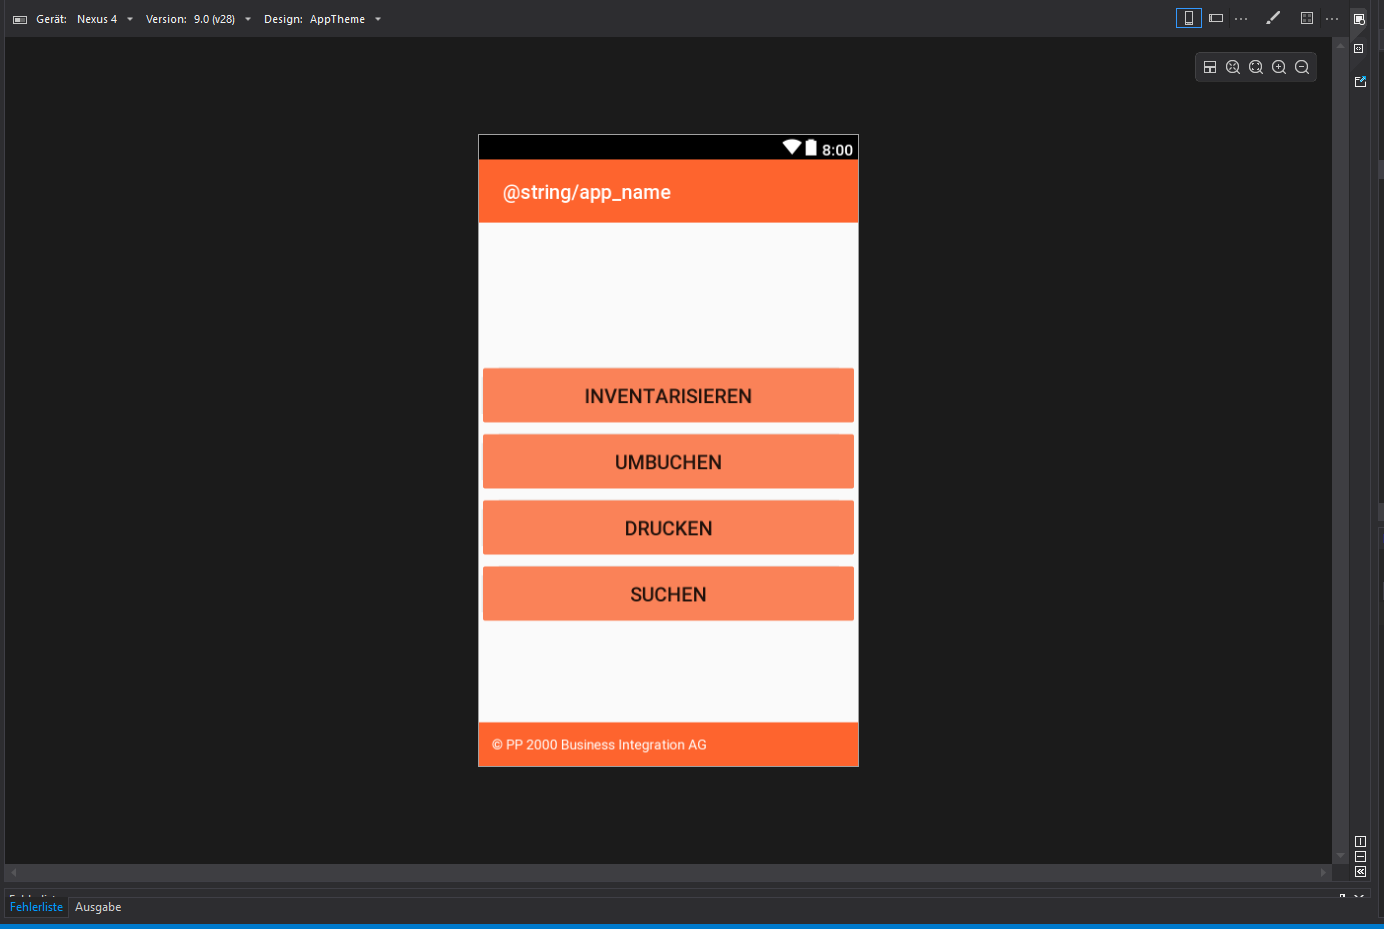 Gerät: Nexus 4 Version: 9.0 (v28) Design: AppTheme
8:00
@string/app_name
INVENTARISIEREN
UMBUCHEN
DRUCKEN
SUCHEN
© PP 2000 Business Integration AG
Fehlerliste
Fehlerliste Ausgabe